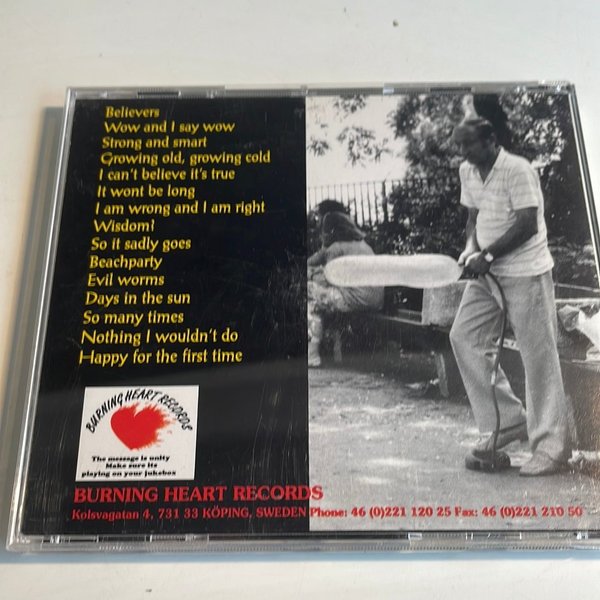 Believers
Wow and I say wow
Strong and smart
Growing old, growing cold
I can't believe it's true
It wont be long
I am wrong and I am right
Wisdom?
So it sadly goes
Beachparty
Evil worms
Days in the sun
So many times
Nothing I wouldn't do
Happy for the first time
BURNING HEART RECORDS
The message is unity
Make sure its
playing on your jukebox
BURNING HEART RECORDS
Kolsvagatan 4, 731 33 KÖPING, SWEDEN Phone: 46 (0)221 120 25 Fax: 46 (0)221 210 50